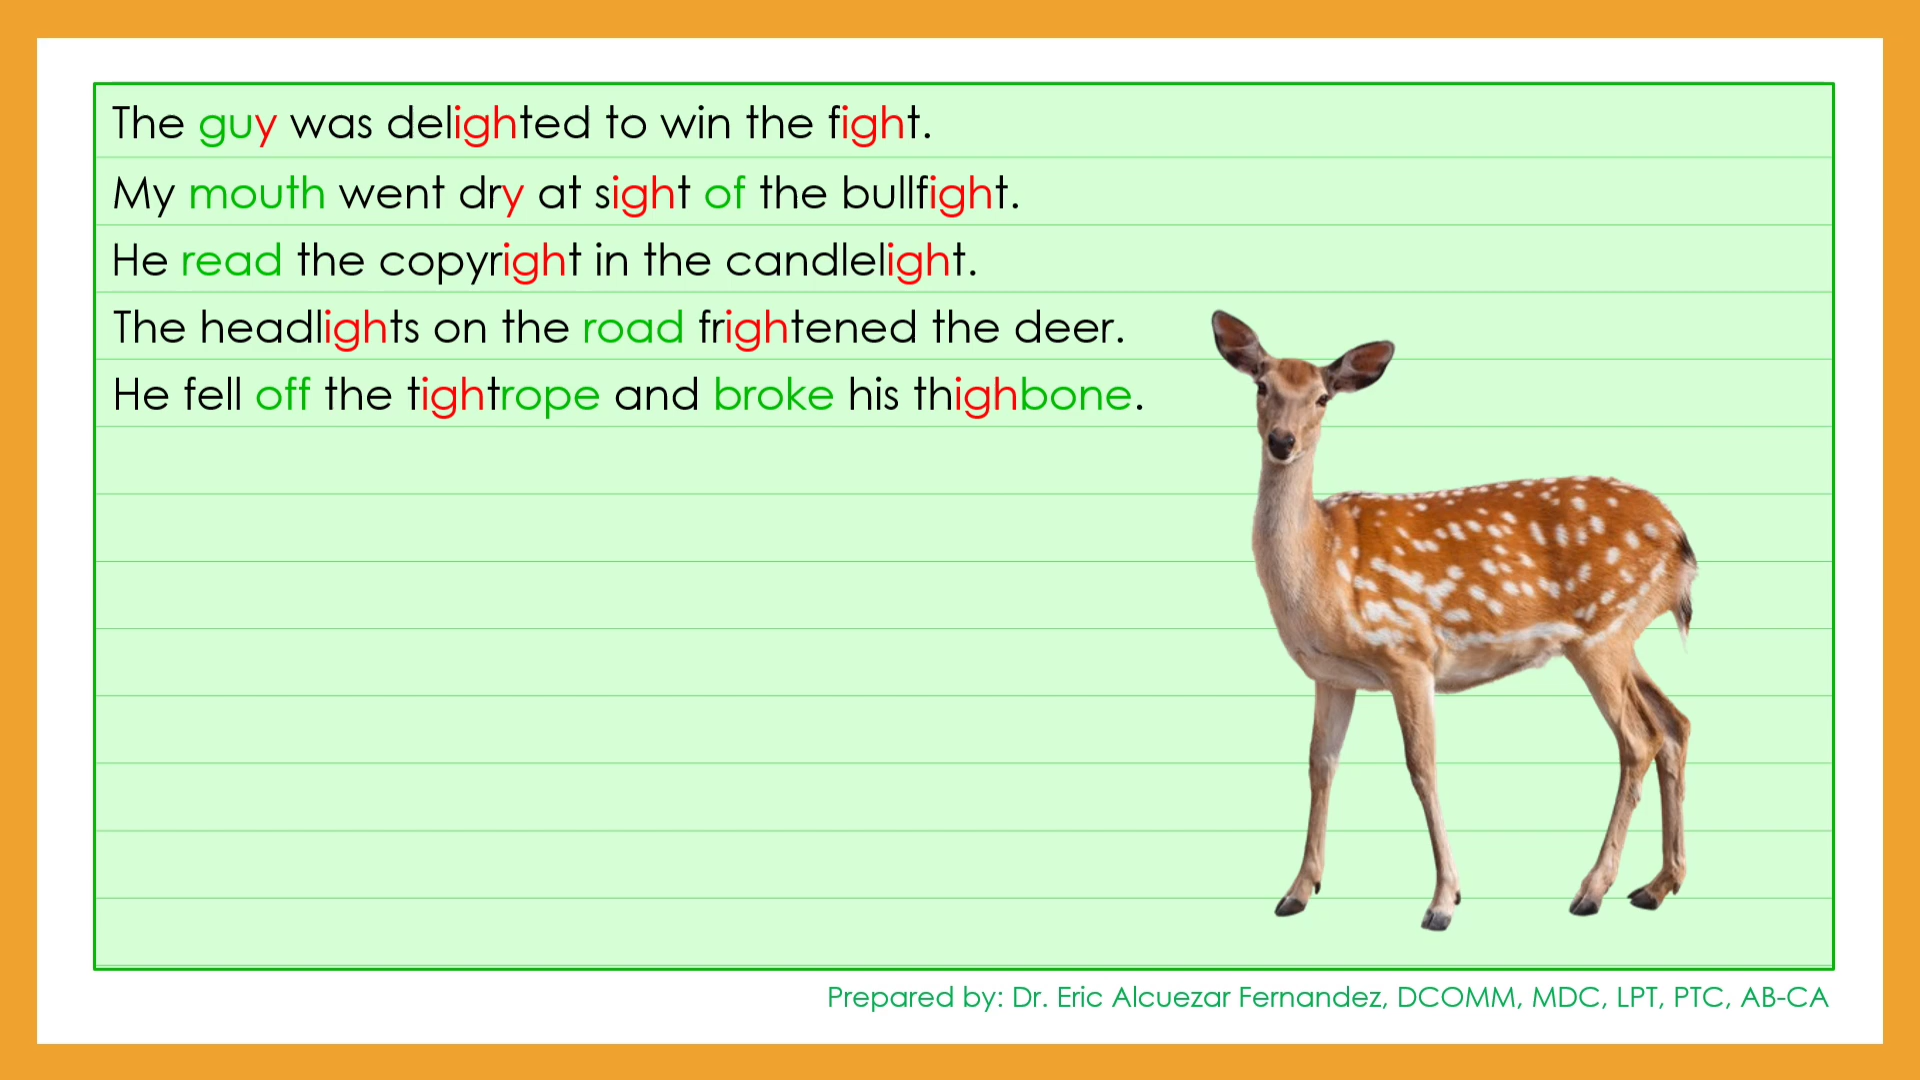 The guy was delighted to win the fight.
My mouth went dry at sight of the bullfight.
He read the copyright in the candlelight.
The headlights on the road frightened the deer.
He fell off the tightrope and broke his thighbone.
Prepared by: Dr. Eric Alcuezar Fernandez, DCOMM, MDC, LPT, PTC, AB-CA